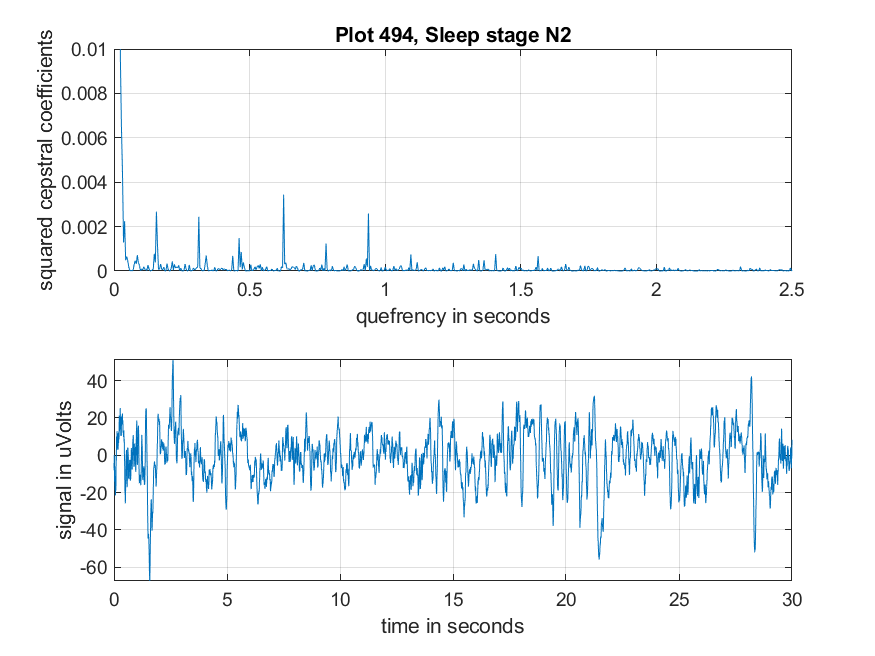 Plot 494, Sleep stage N2
squared cepstral coefficients
0.01
0.008
0.006
0.004
0.002
0
0 0.5 1 1.5 2 2.5
quefrency in seconds
signal in uVolts
40
20
0
-20
-40
-60
0 5 10 15 20 25 30
time in seconds